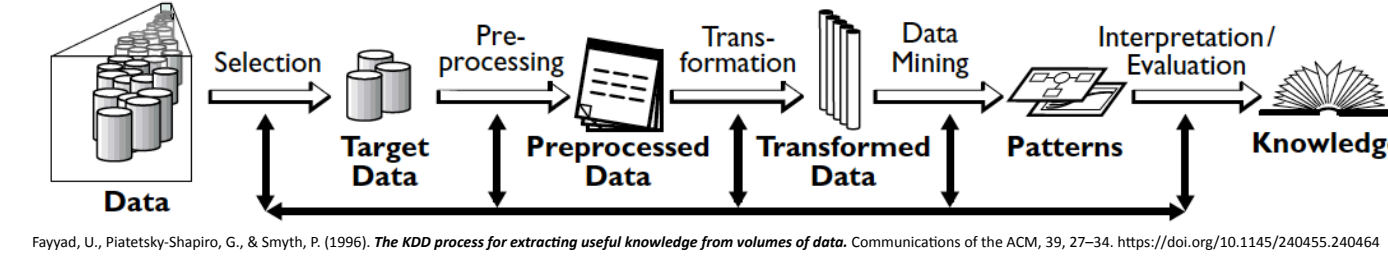 Selection
Pre-
processing
Trans-
formation
Data
Mining
Interpretation/
Evaluation
Data
Target
Data
Preprocessed
Data
Transformed
Data
Patterns
Knowledge
Fayyad, U., Piatetsky-Shapiro, G., & Smyth, P. (1996). The KDD process for extracting useful knowledge from volumes of data. Communications of the ACM, 39, 27–34. https://doi.org/10.1145/240455.240464